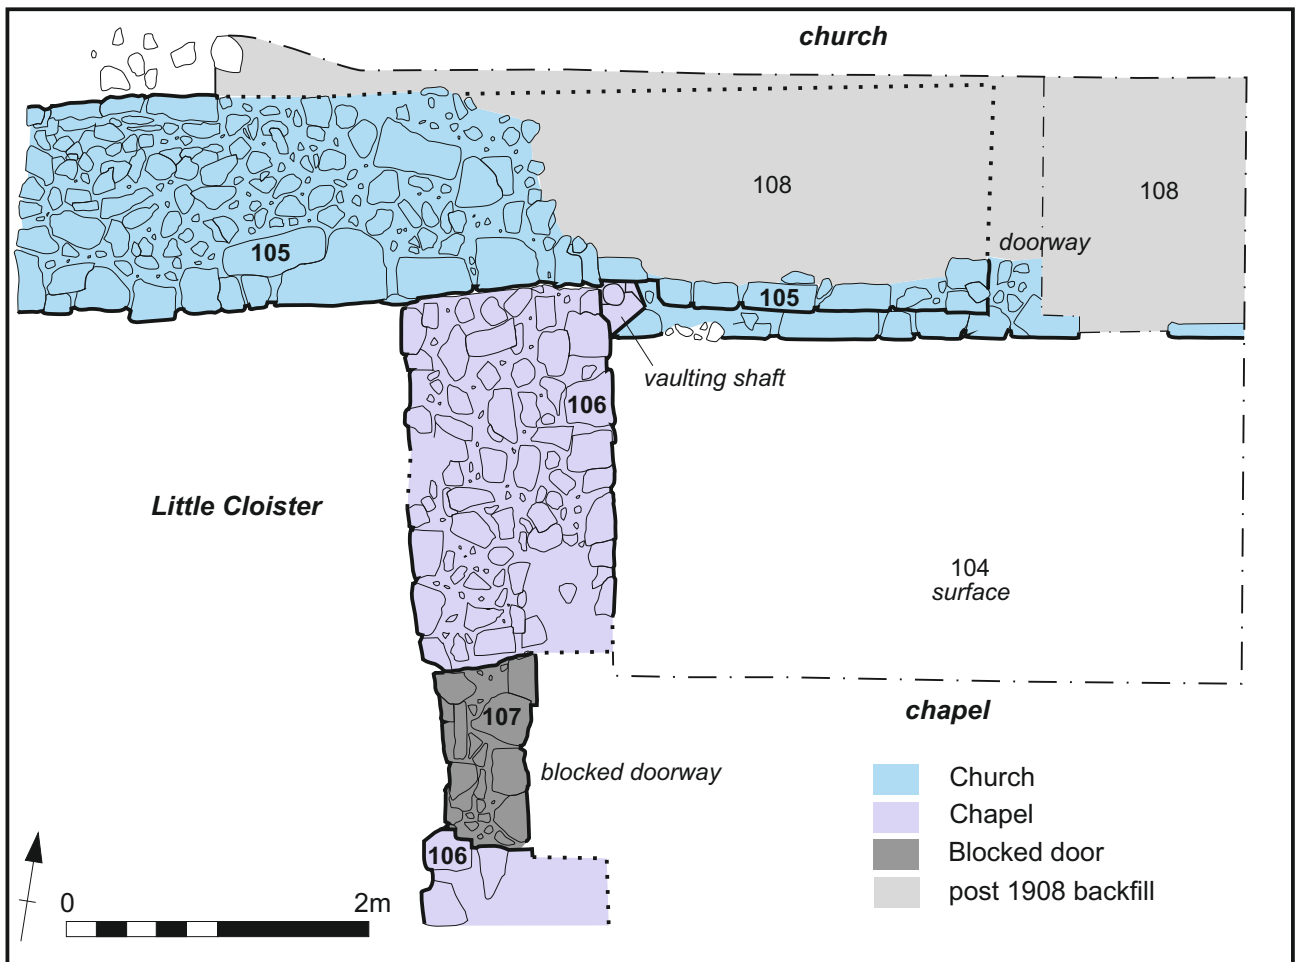 church
108
108
doorway
105
105
vaulting shaft
106
Little Cloister
104
surface
chapel
107
blocked doorway
Church
Chapel
106
Blocked door
post 1908 backfill
0
2m